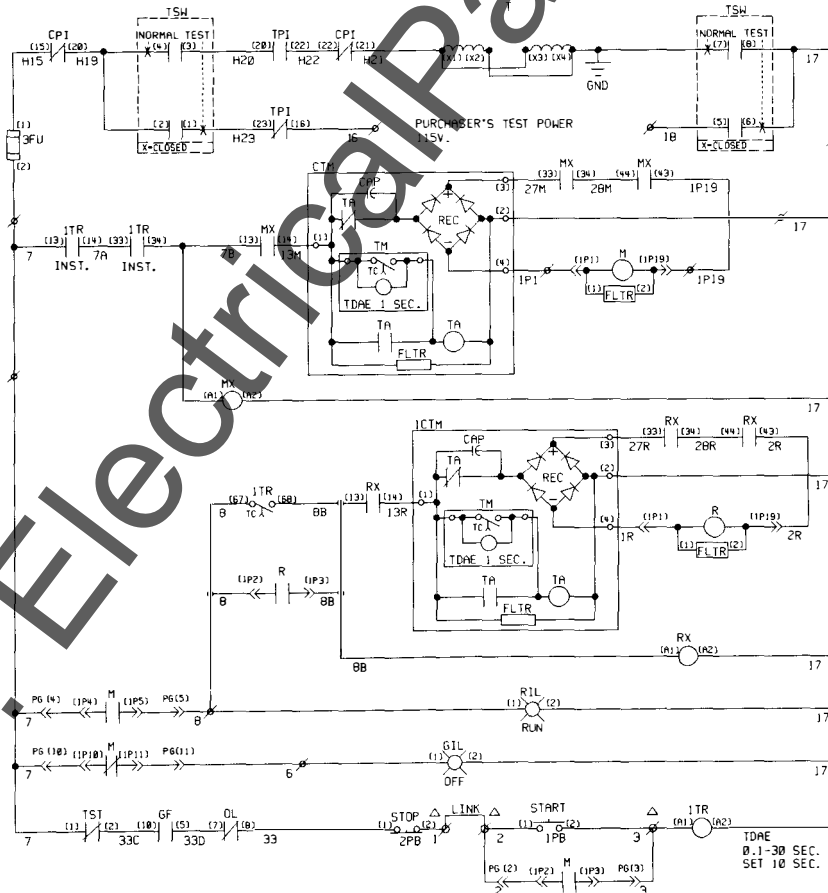 TSW
TSW
CPI
(15) (20)
H15 H19
NORMAL TEST
(4) (3)
TPI
(20) (22)
H20 H22
CPI
(22) (21)
H21
(X1) (X2)
(X3) (X4)
GND
NORMAL TEST
(7) (8)
17
(1)
3FU
(2)
(2) (1)
X-CLOSED
TPI
(23) (16)
H23
16
PURCHASER'S TEST POWER
115V.
18
(5) (6)
X-CLOSED
CTM
CAP
TA
REC
(3)
(33) MX (34) (44) MX (43)
27M 28M 1P19
(2)
17
1TR 1TR
(13) (14) (33) (34)
7 7A
INST. INST.
MX
(13) (14)
7B 13M
(1)
TM
TC
TDAE 1 SEC.
(4)
1P1
(1P1) M (1P19)
1P19
(1) FLTR (2)
TA TA
FLTR
MX
(A1) (A2)
17
1CTM
CAP
TA
REC
(3)
RX RX
(33) (34) (44) (43)
27R 28R 2R
(2)
17
1TR
(67) (68)
8 TC 8B
RX
(13) (14)
13R
(1)
TM
TC
TDAE 1 SEC.
(4)
1R
(1P1) R (1P19)
2R
(1) FLTR (2)
R
(1P2) (1P3)
8 8B
TA TA
FLTR
RX
(A1) (A2)
8B 17
PG(4) (1P4) M (1P5) PG(5)
7 8
RIL
(1) (2)
RUN
17
PG(10) (1P10) M (1P11) PG(11)
7 6
GIL
(1) (2)
OFF
17
TST GF OL
(1) (2) (10) (5) (7) (8)
7 33C 33D 33
STOP
(1) (2)
2PB
Δ LINK
1 2
START
(1) (2)
1PB
Δ
3
1TR
(A1) (A2)
17
TDAE
0.1-30 SEC.
SET 10 SEC.
PG(2) (1P2) M (1P3) PG(3)